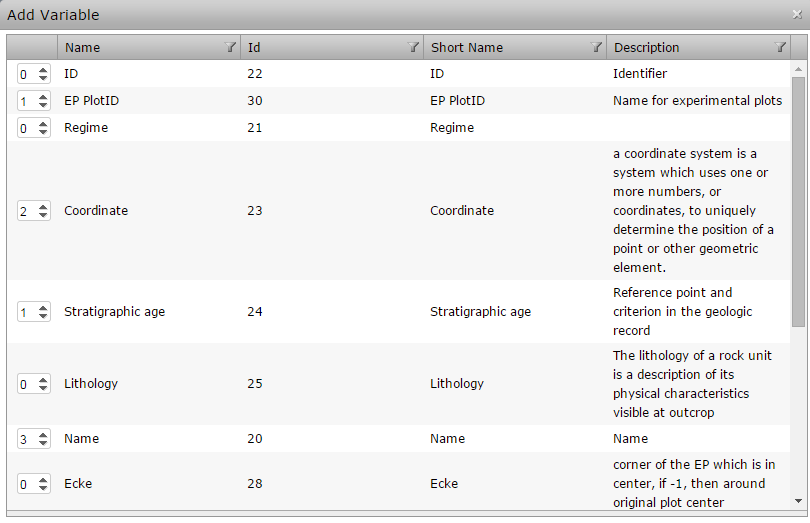 Add Variable ×
Name Id Short Name Description
0 ID 22 ID Identifier
1 EP PlotID 30 EP PlotID Name for experimental plots
0 Regime 21 Regime
a coordinate system is a
system which uses one or
more numbers, or
2 Coordinate 23 Coordinate coordinates, to uniquely
determine the position of a
point or other geometric
element.
Reference point and
1 Stratigraphic age 24 Stratigraphic age criterion in the geologic
record
The lithology of a rock unit
0 Lithology 25 Lithology is a description of its
physical characteristics
visible at outcrop
3 Name 20 Name Name
corner of the EP which is in
0 Ecke 28 Ecke center, if -1, then around
original plot center